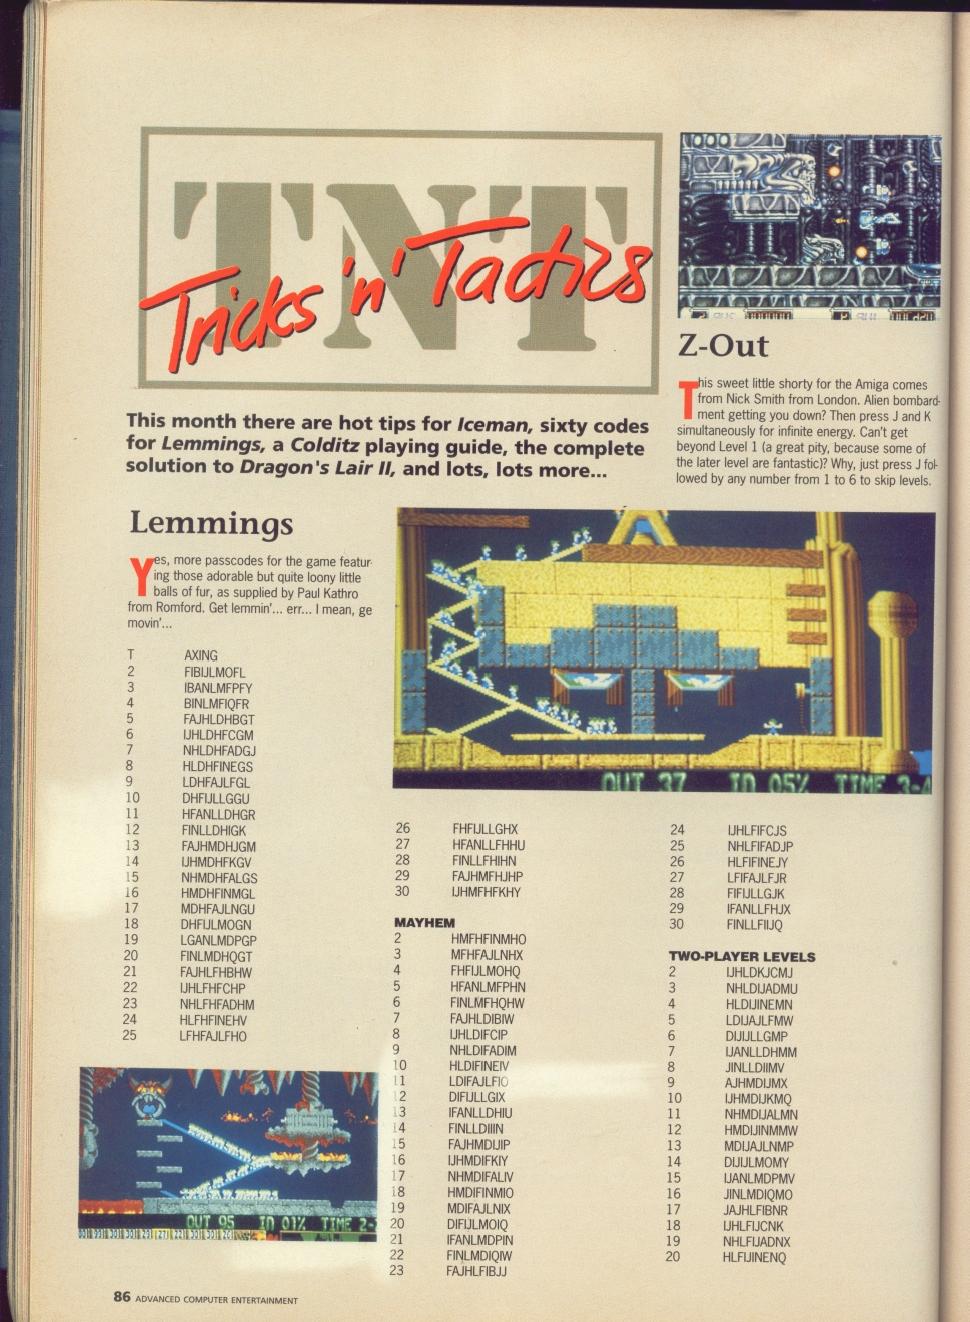 TNT
Tricks 'n' Tactics
This month there are hot tips for Iceman, sixty codes
for Lemmings, a Colditz playing guide, the complete
solution to Dragon's Lair II, and lots, lots more...
Z-Out
This sweet little shorty for the Amiga comes
from Nick Smith from London. Alien bombard-
ment getting you down? Then press J and K
simultaneously for infinite energy. Can't get
beyond Level 1 (a great pity, because some of
the later level are fantastic)? Why, just press J fol-
lowed by any number from 1 to 6 to skip levels.
Lemmings
Yes, more passcodes for the game featur-
ing those adorable but quite loony little
balls of fur, as supplied by Paul Kathro
from Romford. Get lemmin'... err... I mean, ge
movin'...
T AXING
2 FIBIJLMOFL
3 IBANLMFPFY
4 BINLMFIQFR
5 FAJHLDHBGT
6 IJHLDHFCGM
7 NHLDHFADGJ
8 HLDHFINEGS
9 LDHFAJLFGL
10 DHFIJLLGGU
11 HFANLLDHGR
12 FINLLDHIGK
13 FAJHMDHJGM
14 IJHMDHFKGV
15 NHMDHFALGS
16 HMDHFINMGL
17 MDHFAJLNGU
18 DHFIJLMOGN
19 LGANLMDPGP
20 FINLMDHQGT
21 FAJHLFHBHW
22 IJHLFHFCHP
23 NHLFHFADHM
24 HLFHFINEHV
25 LFHFAJLFHO
OUT 37 IN 05% TIME 3-4
26 FHFIJLLGHX
27 HFANLLFHHU
28 FINLLFHIHN
29 FAJHMFHJHP
30 IJHMFHFKHY
MAYHEM
2 HMFHFINMHO
3 MFHFAJLNHX
4 FHFIJLMOHQ
5 HFANLMFPHN
6 FINLMFHQHW
7 FAJHLDIBIW
8 IJHLDIFCIP
9 NHLDIFADIM
10 HLDIFINEIV
11 LDIFAJLFIO
12 DIFIJLLGIX
13 IFANLLDHIU
14 FINLLDIIIN
15 FAJHMDIJIP
16 IJHMDIFKIY
17 NHMDIFALIV
18 HMDIFINMIO
19 MDIFAJLNIX
20 DIFIJLMOIQ
21 IFANLMDPIN
22 FINLMDIQIW
23 FAJHLFIBJJ
24 IJHLFIFCJS
25 NHLFIFADJP
26 HLFIFINEJY
27 LFIFAJLFJR
28 FIFIJLLGJK
29 IFANLLFHJX
30 FINLLFIIJQ
TWO-PLAYER LEVELS
2 IJHLDKJCMJ
3 NHLDIJADMU
4 HLDIJINEMN
5 LDIJAJLFMW
6 DIJIJLLGMP
7 IJANLLDHMM
8 JINLLDIIMV
9 AJHMDIJMX
10 IJHMDIJKMQ
11 NHMDIJALMN
12 HMDIJINMMW
13 MDIJAJLNMP
14 DIJIJLMOMY
15 IJANLMDPMV
16 JINLMDIQMO
17 JAJHLFIBNR
18 IJHLFIJCNK
19 NHLFIJADNX
20 HLFIJINENQ
OUT 95 IN 01% TIME 2-
86 ADVANCED COMPUTER ENTERTAINMENT